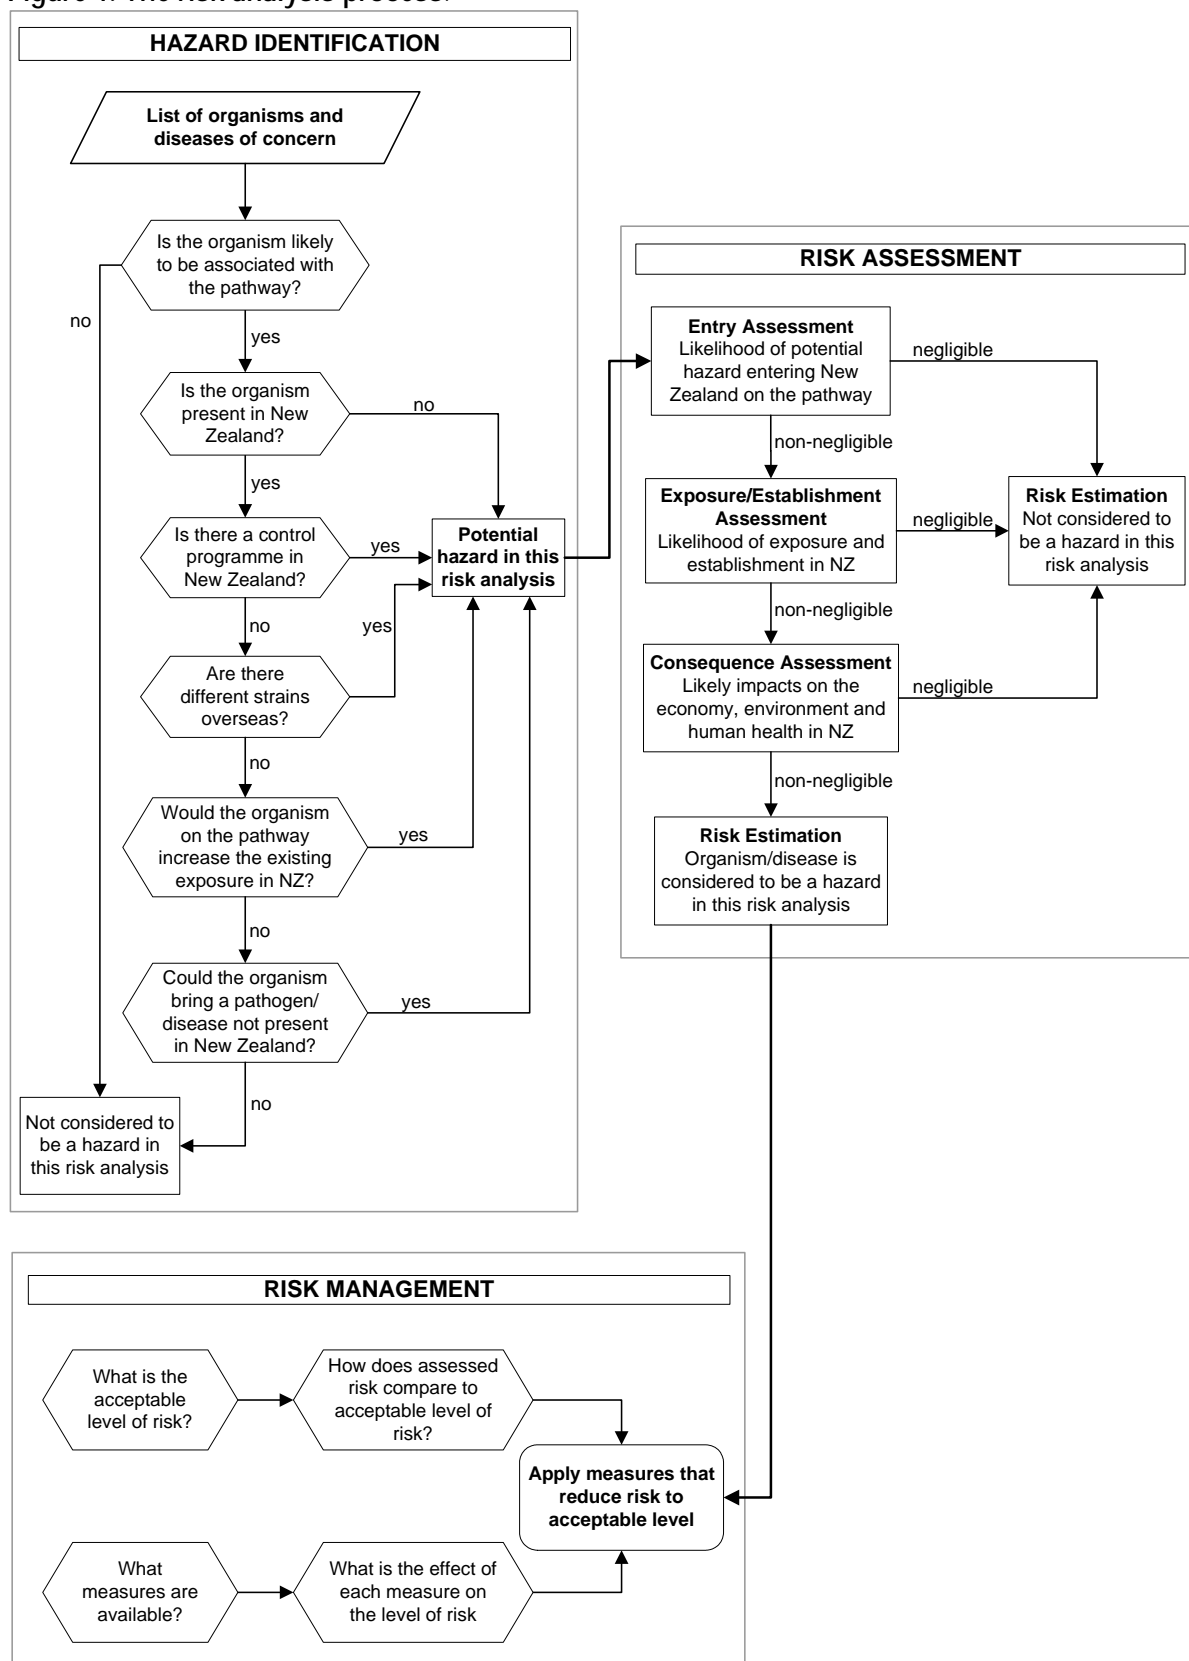 Figure 1. The risk analysis process.
HAZARD IDENTIFICATION
List of organisms and
diseases of concern
Is the organism likely
to be associated with
the pathway?
no
yes
Is the organism
present in New
Zealand?
no
yes
Is there a control
programme in
New Zealand?
yes
Potential
hazard in this
risk analysis
no
yes
Are there
different strains
overseas?
no
Would the organism
on the pathway
increase the existing
exposure in NZ?
yes
no
Could the organism
bring a pathogen/
disease not present
in New Zealand?
yes
no
Not considered to
be a hazard in
this risk analysis
RISK ASSESSMENT
Entry Assessment
Likelihood of potential
hazard entering New
Zealand on the pathway
negligible
non-negligible
Exposure/Establishment
Assessment
Likelihood of exposure and
establishment in NZ
negligible
Risk Estimation
Not considered to
be a hazard in this
risk analysis
non-negligible
Consequence Assessment
Likely impacts on the
economy, environment and
human health in NZ
negligible
non-negligible
Risk Estimation
Organism/disease is
considered to be a hazard
in this risk analysis
RISK MANAGEMENT
What is the
acceptable
level of risk?
How does assessed
risk compare to
acceptable level of
risk?
Apply measures that
reduce risk to
acceptable level
What
measures are
available?
What is the effect of
each measure on
the level of risk